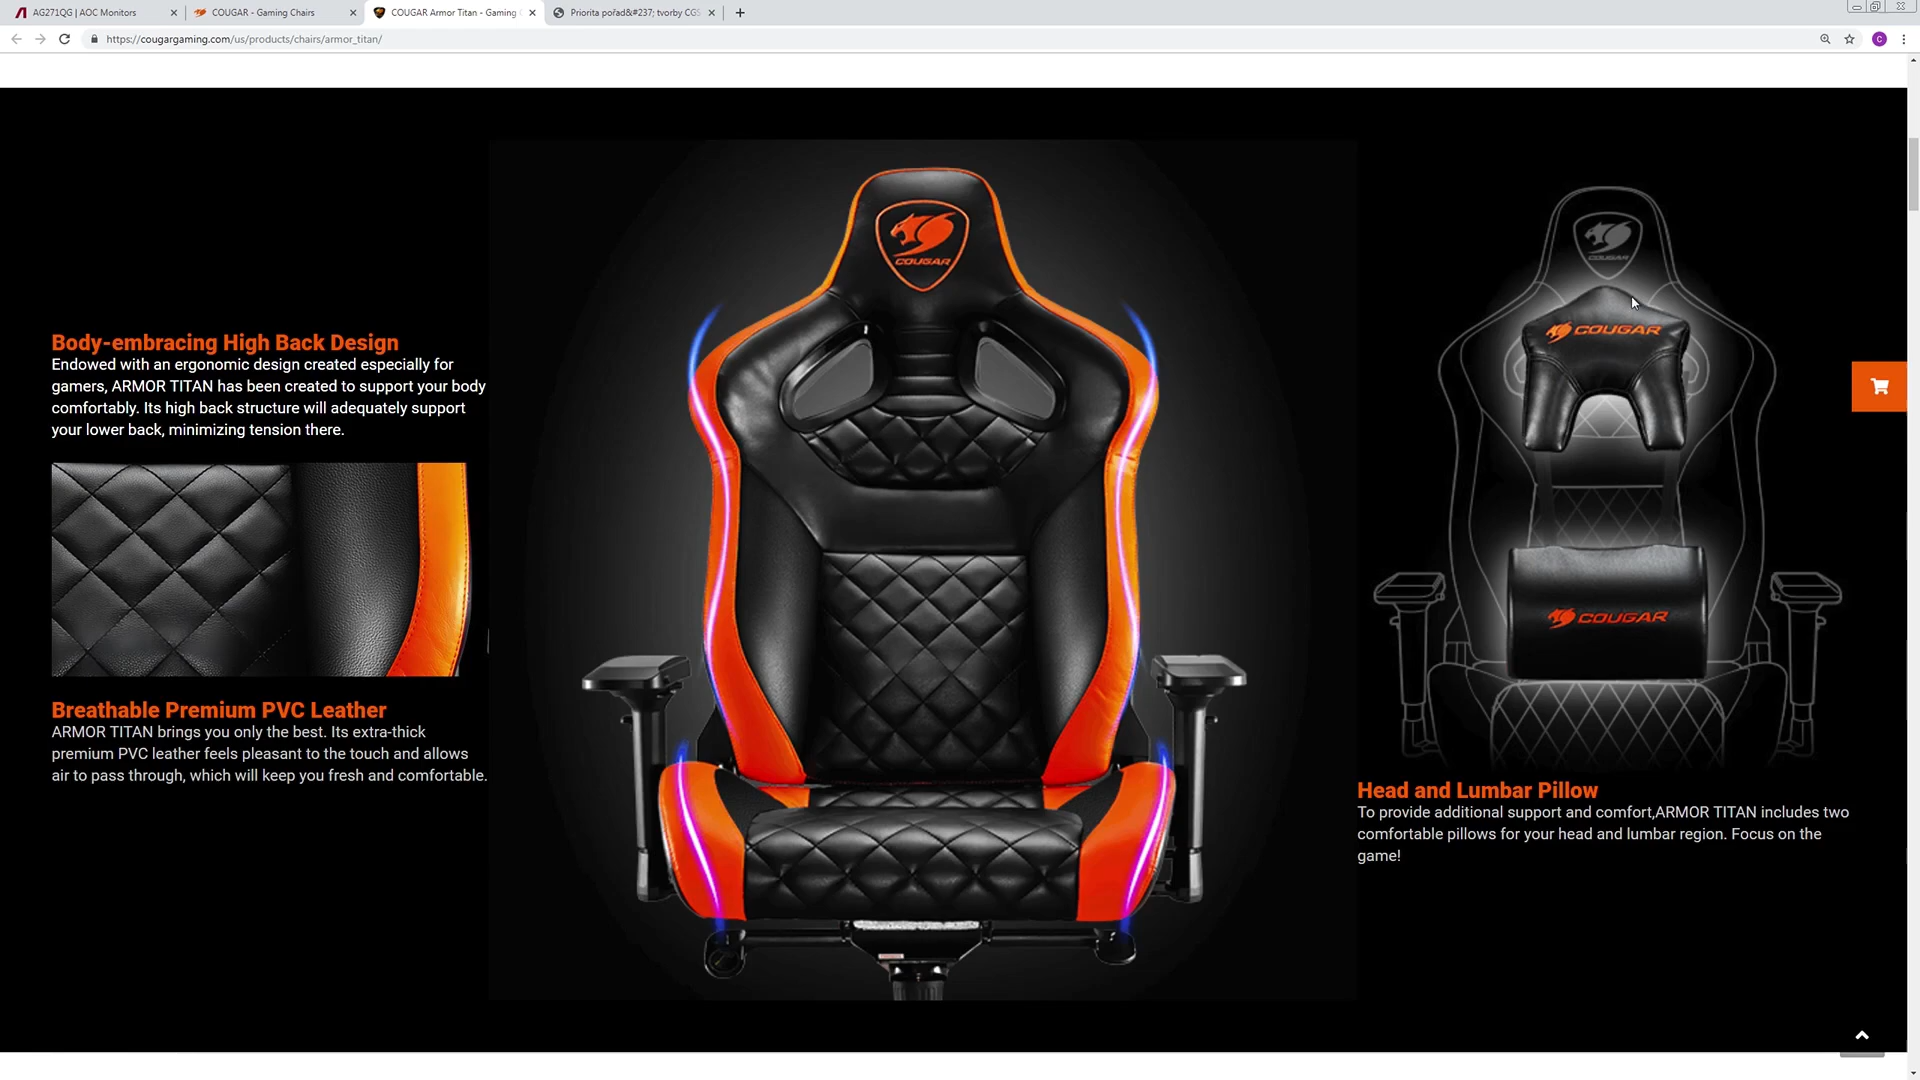 AG271QG | AOC Monitors
COUGAR - Gaming Chairs
COUGAR Armor Titan - Gaming
Priorita pořad&#237; tvorby CGS
https://cougargaming.com/us/products/chairs/armor_titan/
C
COUGAR
COUGAR
COUGAR
COUGAR
Body-embracing High Back Design
Endowed with an ergonomic design created especially for
gamers, ARMOR TITAN has been created to support your body
comfortably. Its high back structure will adequately support
your lower back, minimizing tension there.
Breathable Premium PVC Leather
ARMOR TITAN brings you only the best. Its extra-thick
premium PVC leather feels pleasant to the touch and allows
air to pass through, which will keep you fresh and comfortable.
Head and Lumbar Pillow
To provide additional support and comfort,ARMOR TITAN includes two
comfortable pillows for your head and lumbar region. Focus on the
game!